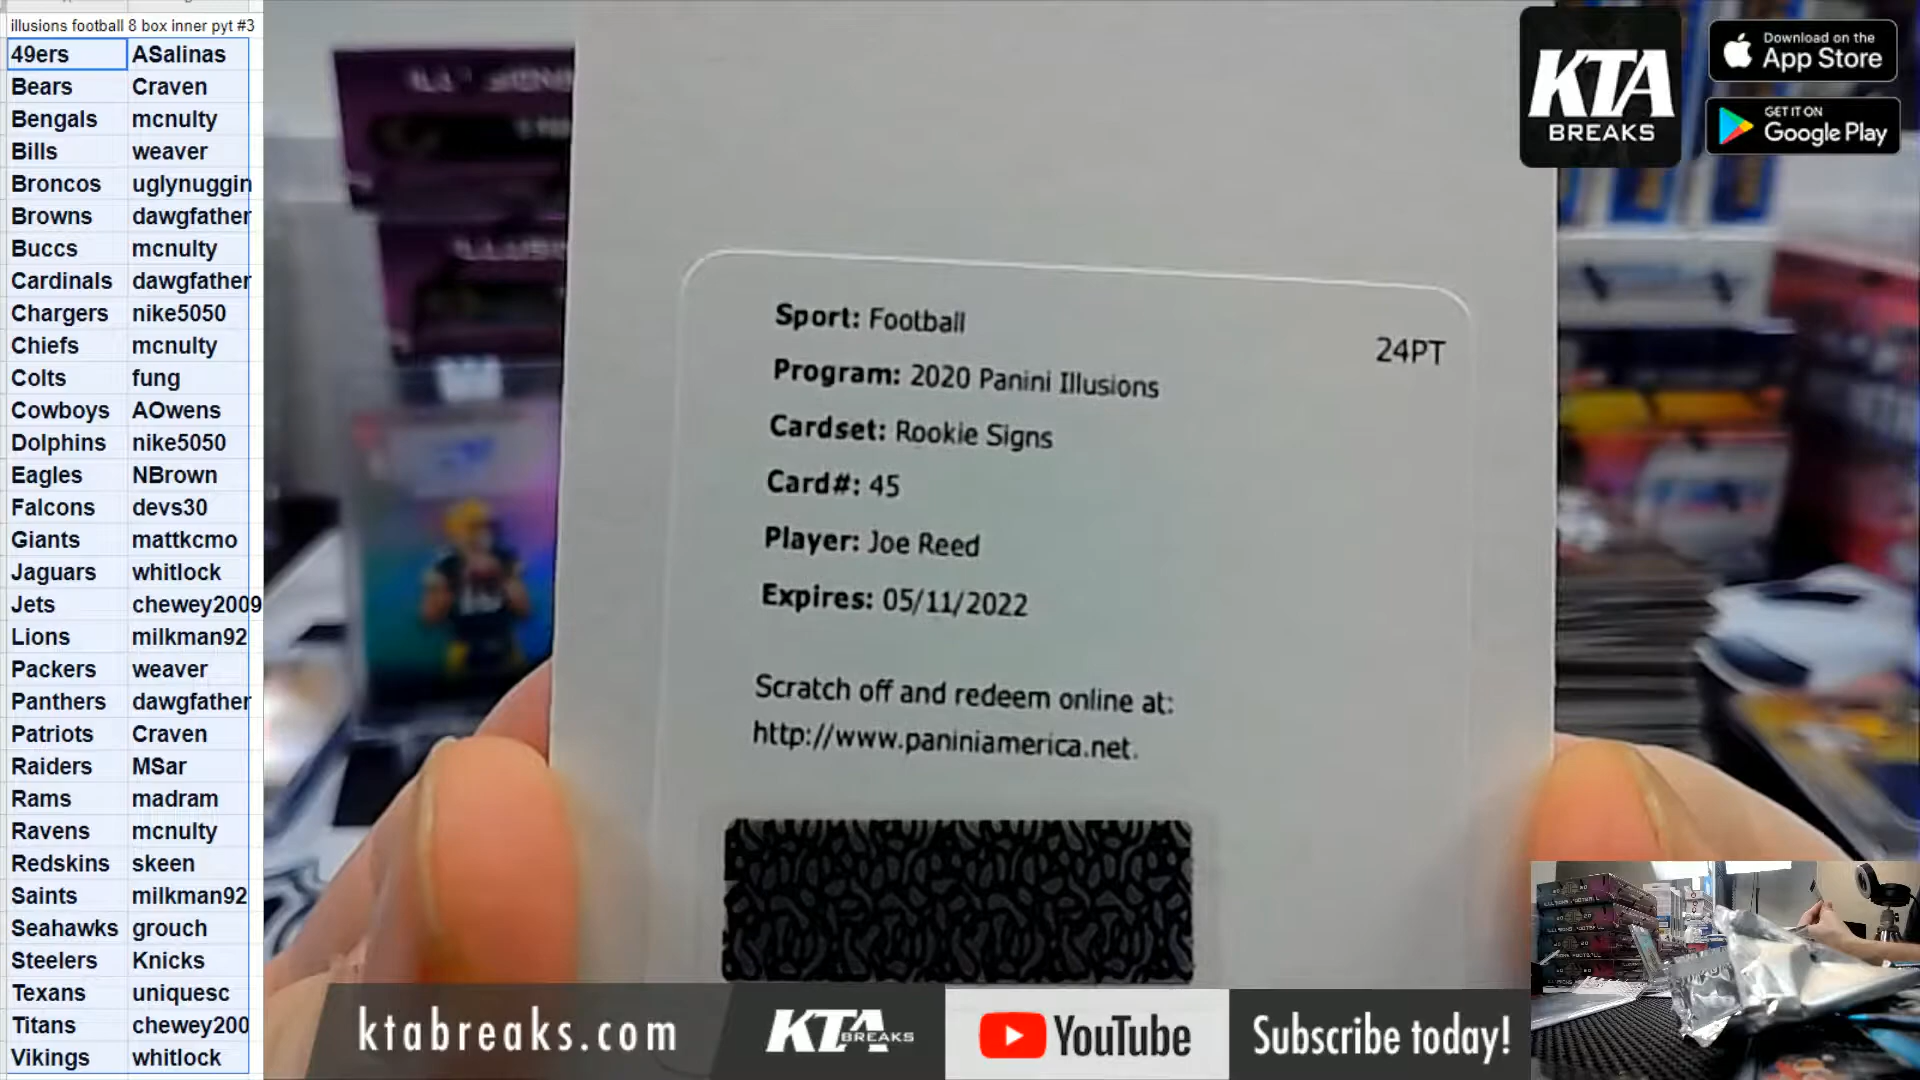 illusions football 8 box inner pyt #3
49ers ASalinas
Bears Craven
Bengals mcnulty
Bills weaver
Broncos uglynuggin
Browns dawgfather
Buccs mcnulty
Cardinals dawgfather
Chargers nike5050
Chiefs mcnulty
Colts fung
Cowboys AOwens
Dolphins nike5050
Eagles NBrown
Falcons devs30
Giants mattkcmo
Jaguars whitlock
Jets chewey2009
Lions milkman92
Packers weaver
Panthers dawgfather
Patriots Craven
Raiders MSar
Rams madram
Ravens mcnulty
Redskins skeen
Saints milkman92
Seahawks grouch
Steelers Knicks
Texans uniquesc
Titans chewey200
Vikings whitlock
Sport: Football
24PT
Program: 2020 Panini Illusions
Cardset: Rookie Signs
Card#: 45
Player: Joe Reed
Expires: 05/11/2022
Scratch off and redeem online at:
http://www.paniniamerica.net.
KTA
BREAKS
Download on the
App Store
GET IT ON
Google Play
ktabreaks.com
KTA BREAKS
YouTube
Subscribe today!